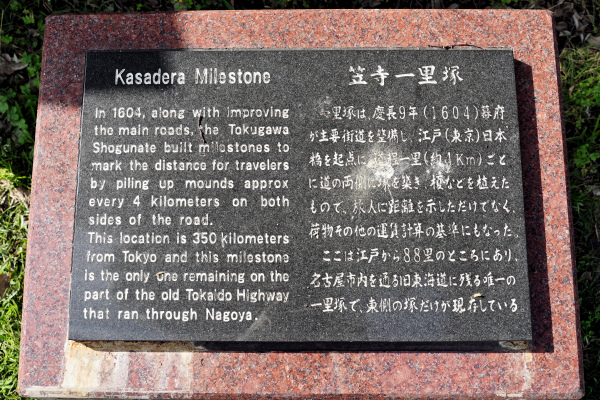 Kasadera Milestone
In 1604, along with improving
the main roads, the Tokugawa
Shogunate built milestones to
mark the distance for travelers
by piling up mounds approx
every 4 kilometers on both
sides of the road.
This location is 350 kilometers
from Tokyo and this milestone
is the only one remaining on the
part of the old Tokaido Highway
that ran through Nagoya.
笠寺一里塚
里塚は、慶長9年(1604)幕府
が主要街道を整備し、江戸(東京)日本
橋を起点に 一里(約4Km)ごと
に道の両側に塚を築き 榎などを植えた
もので、旅人に距離を示しただけでなく、
荷物その他の運賃計算の基準にもなった。
ここは江戸から88里のところにあり、
名古屋市内を通る旧東海道に残る唯一の
一里塚で、東側の塚だけが現存している